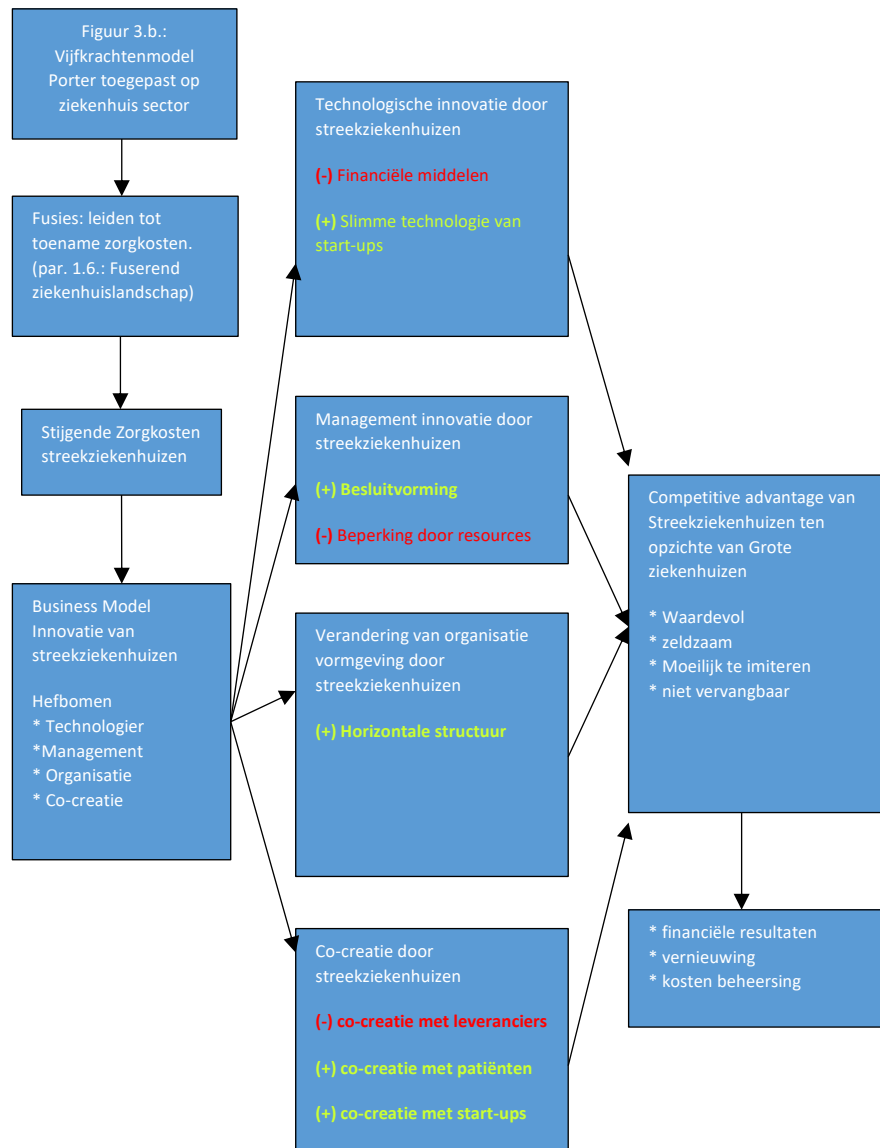 Figuur 3.b.:
Vijfkrachtenmodel
Porter toegepast op
ziekenhuis sector
Fusies: leiden tot
toename zorgkosten.
(par. 1.6.: Fuserend
ziekenhuislandschap)
Stijgende Zorgkosten
streekziekenhuizen
Business Model
Innovatie van
streekziekenhuizen
Hefbomen
* Technologier
*Management
* Organisatie
* Co-creatie
Technologische innovatie door
streekziekenhuizen
(-) Financiële middelen
(+) Slimme technologie van
start-ups
Management innovatie door
streekziekenhuizen
(+) Besluitvorming
(-) Beperking door resources
Verandering van organisatie
vormgeving door
streekziekenhuizen
(+) Horizontale structuur
Co-creatie door
streekziekenhuizen
(-) co-creatie met leveranciers
(+) co-creatie met patiënten
(+) co-creatie met start-ups
Competitive advantage van
Streekziekenhuizen ten
opzichte van Grote
ziekenhuizen
* Waardevol
* zeldzaam
* Moeilijk te imiteren
* niet vervangbaar
* financiële resultaten
* vernieuwing
* kosten beheersing